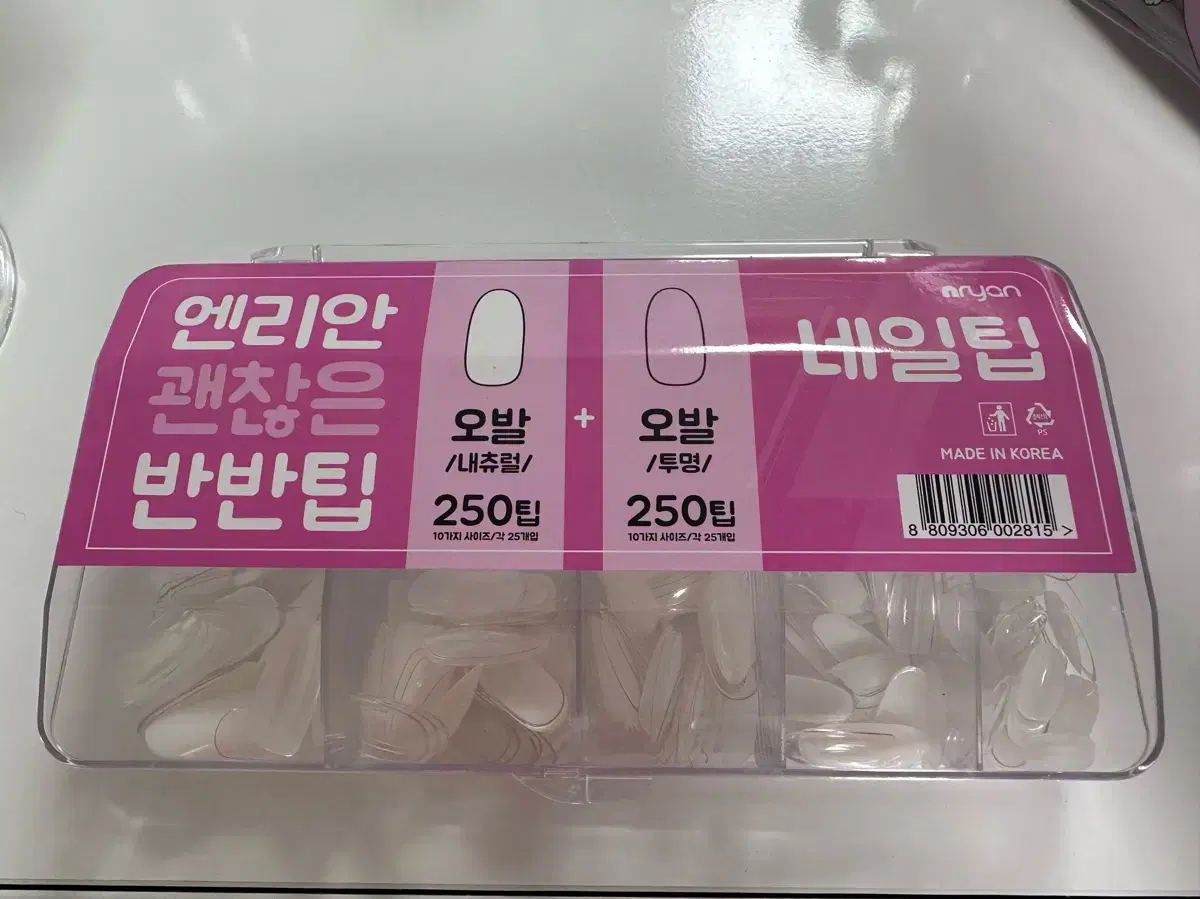 엔리안
괜찮은
반반팁
오발
/내츄럴/
250팁
10가지 사이즈/각 25개입
+
오발
/투명/
250팁
10가지 사이즈/각 25개입
nryan
네일팁
PS
MADE IN KOREA
8 809306 002815 >